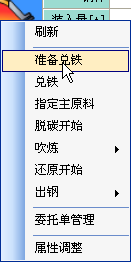 装入量[t]
刷新
准备兑铁
兑铁
指定主原料
脱碳开始
吹炼
还原开始
出钢
委托单管理
属性调整